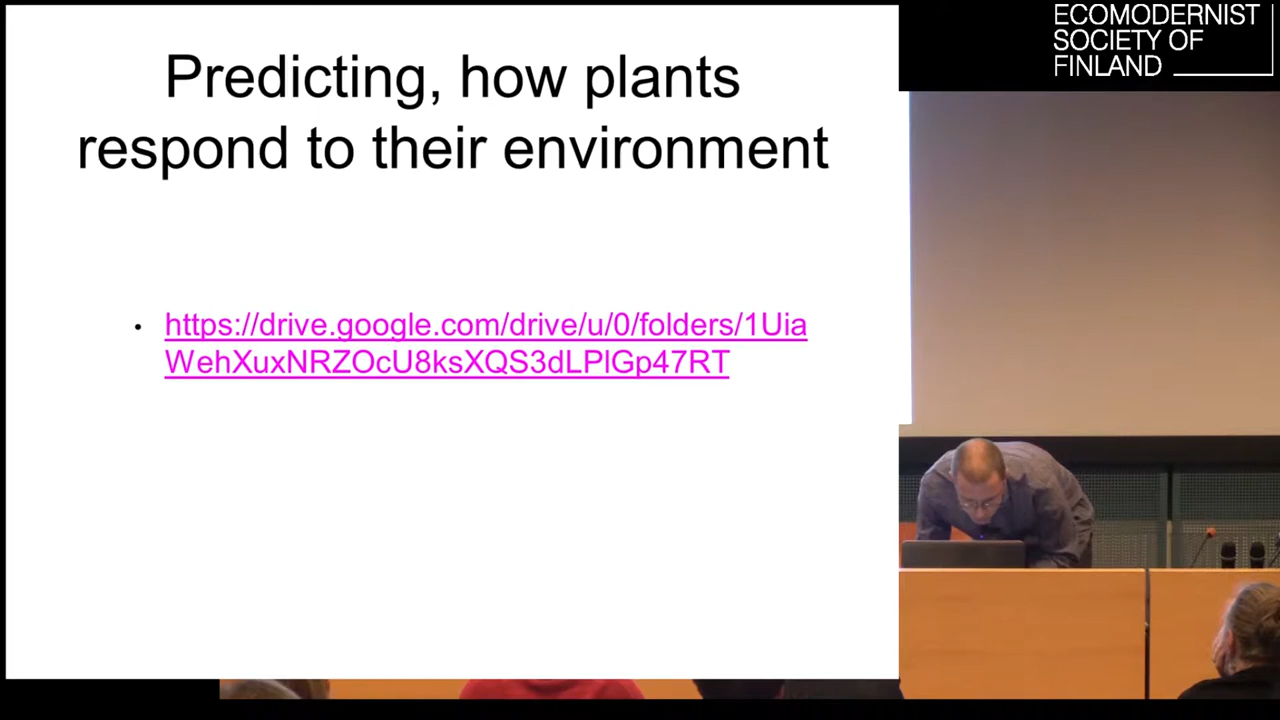 Predicting, how plants
respond to their environment
• https://drive.google.com/drive/u/0/folders/1Uia
WehXuxNRZOcU8ksXQS3dLPlGp47RT
ECOMODERNIST
SOCIETY OF
FINLAND